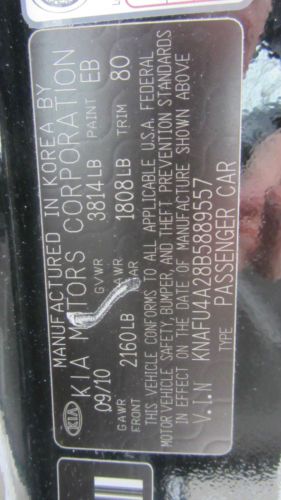 MANUFACTURED IN KOREA BY
KIA MOTORS CORPORATION
09/10 GVWR 3814LB PAINT EB
GAWR FRONT 2160LB 1808LB TRIM 80
THIS VEHICLE CONFORMS TO ALL APPLICABLE U.S.A. FEDERAL
MOTOR VEHICLE SAFETY, BUMPER, AND THEFT PREVENTION STANDARDS
IN EFFECT ON THE DATE OF MANUFACTURE SHOWN ABOVE
V.I.N KNAFU4A28B5889557
TYPE PASSENGER CAR
KIA